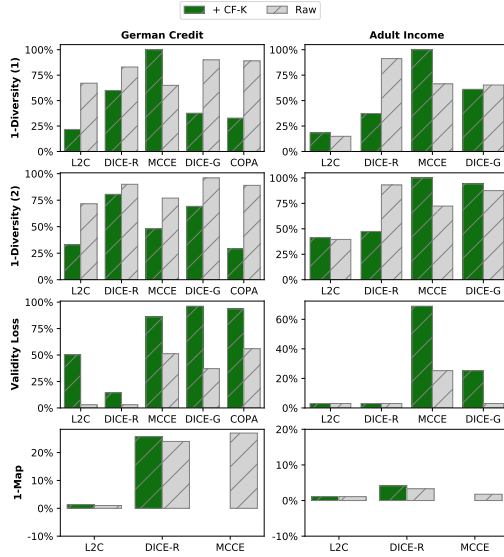 + CF-K Raw
German Credit Adult Income
1-Diversity (1)
100%
75%
50%
25%
0%
L2C DICE-R MCCE DICE-G COPA
100%
75%
50%
25%
0%
L2C DICE-R MCCE DICE-G
1-Diversity (2)
100%
75%
50%
25%
0%
L2C DICE-R MCCE DICE-G COPA
100%
75%
50%
25%
0%
L2C DICE-R MCCE DICE-G
Validity Loss
100%
75%
50%
25%
0%
L2C DICE-R MCCE DICE-G COPA
60%
40%
20%
0%
L2C DICE-R MCCE DICE-G
1-Map
20%
10%
0%
-10%
L2C DICE-R MCCE
20%
10%
0%
-10%
L2C DICE-R MCCE